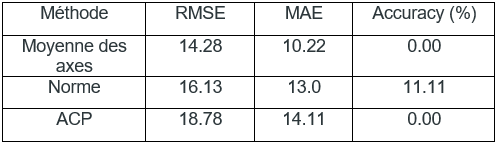 Méthode RMSE MAE Accuracy (%)
Moyenne des axes 14.28 10.22 0.00
Norme 16.13 13.0 11.11
ACP 18.78 14.11 0.00